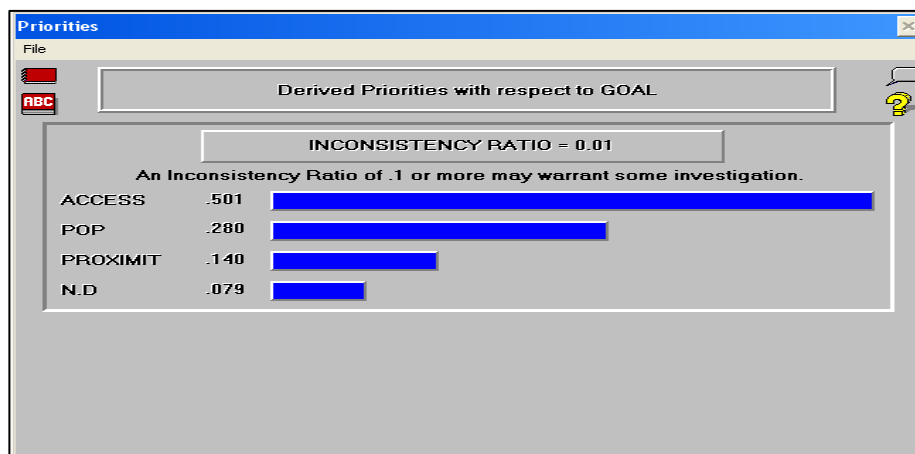 Priorities
File
ABC
Derived Priorities with respect to GOAL
INCONSISTENCY RATIO = 0.01
An Inconsistency Ratio of .1 or more may warrant some investigation.
ACCESS .501
POP .280
PROXIMIT .140
N.D .079